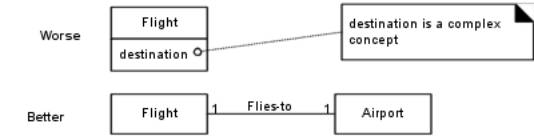 Worse
Flight
destination
destination is a complex
concept
Better
Flight
1 Flies-to 1
Airport